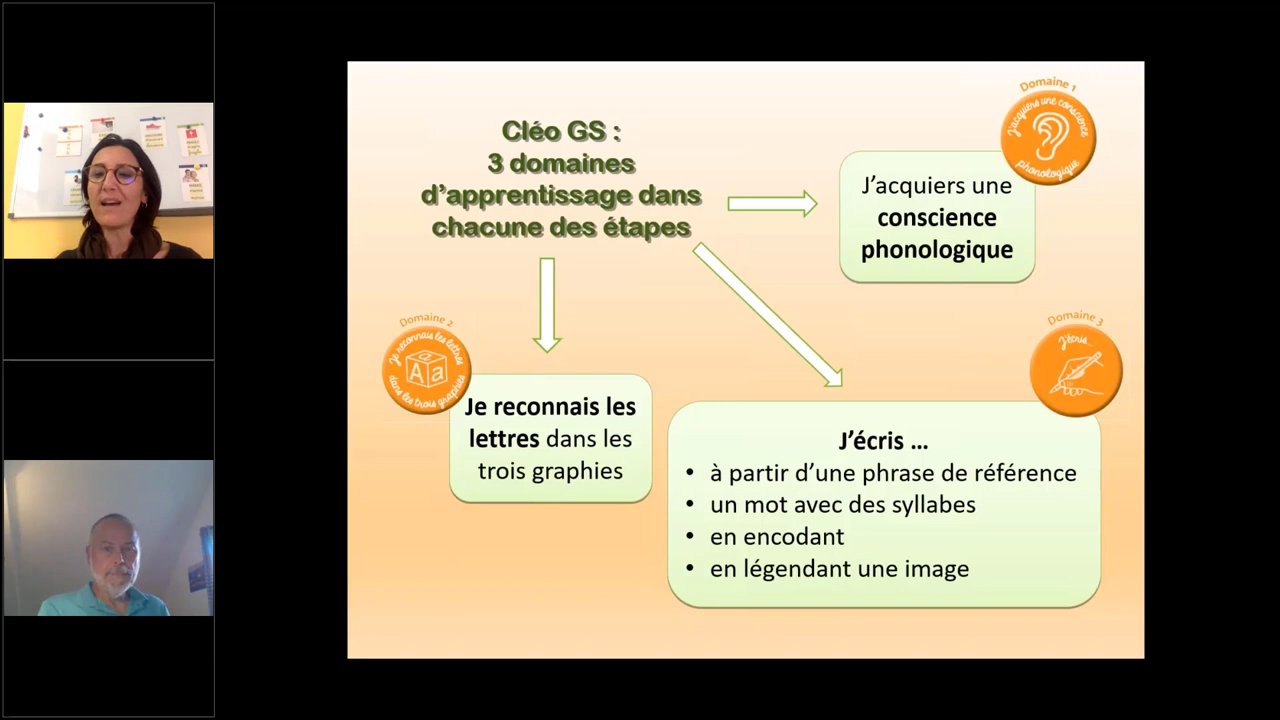 Cléo GS :
3 domaines
d'apprentissage dans
chacune des étapes
Domaine 1
J'acquiers une conscience
phonologique
J'acquiers une
conscience
phonologique
Domaine 2
Je reconnais les lettres
dans les trois graphies
a
A a
Je reconnais les
lettres dans les
trois graphies
Domaine 3
J'écris...
J'écris ...
• à partir d'une phrase de référence
• un mot avec des syllabes
• en encodant
• en légendant une image